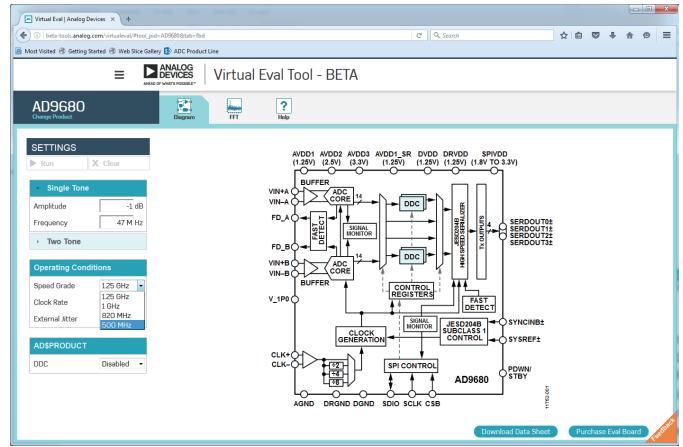 Virtual Eval | Analog Devices × +
beta-tools.analog.com/virtualeval/#tool_pid=AD9680&tab=fbd
Search
Most Visited Getting Started Web Slice Gallery ADC Product Line
ANALOG DEVICES
AHEAD OF WHAT'S POSSIBLE™
Virtual Eval Tool - BETA
AD9680
Change Product
Diagram FFT Help
SETTINGS
Run X Clear
Single Tone
Amplitude -1 dB
Frequency 47 M Hz
Two Tone
Operating Conditions
Speed Grade 1.25 GHz
1.25 GHz
Clock Rate 1 GHz
820 MHz
External Jitter 500 MHz
AD$PRODUCT
DDC Disabled
AVDD1 AVDD2 AVDD3 AVDD1_SR DVDD DRVDD SPIVDD
(1.25V) (2.5V) (3.3V) (1.25V) (1.25V) (1.25V) (1.8V TO 3.3V)
BUFFER
VIN+A
VIN–A
ADC CORE
14
DDC
FD_A
FAST DETECT
SIGNAL MONITOR
FD_B
JESD204B HIGH SPEED SERIALIZER
Tx OUTPUTS
4
SERDOUT0±
SERDOUT1±
SERDOUT2±
SERDOUT3±
VIN+B
VIN–B
ADC CORE
14
DDC
BUFFER
CONTROL REGISTERS
V_1P0
FAST DETECT
CLOCK GENERATION
SIGNAL MONITOR
JESD204B SUBCLASS 1 CONTROL
SYNCINB±
SYSREF±
CLK+
CLK–
÷2
÷4
÷8
SPI CONTROL
PDWN/
STBY
AD9680
AGND DRGND DGND SDIO SCLK CSB
11752-001
Download Data Sheet Purchase Eval Board
Feedback